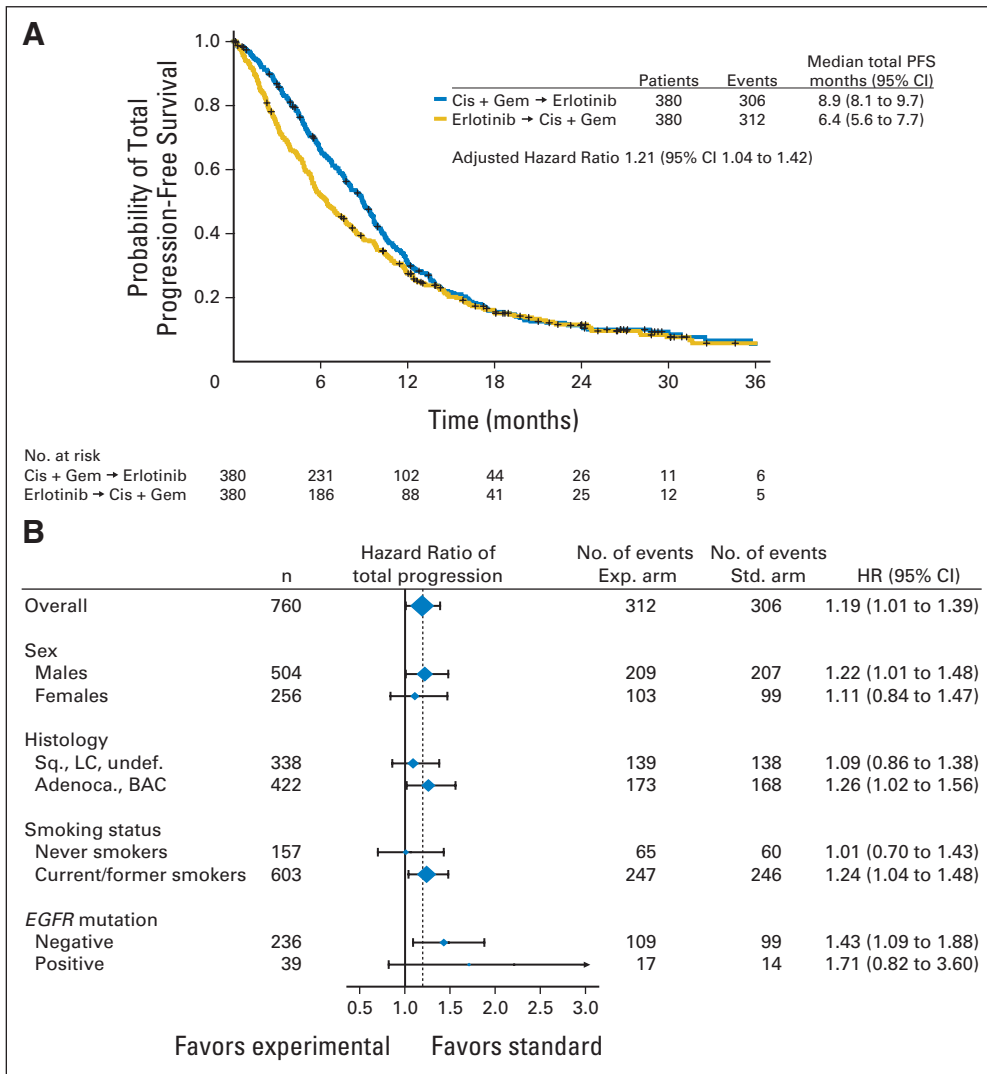 A
Probability of Total
Progression-Free Survival
1.0
0.8
0.6
0.4
0.2
0 6 12 18 24 30 36
Time (months)
Patients Events Median total PFS months (95% CI)
Cis + Gem → Erlotinib 380 306 8.9 (8.1 to 9.7)
Erlotinib → Cis + Gem 380 312 6.4 (5.6 to 7.7)
Adjusted Hazard Ratio 1.21 (95% CI 1.04 to 1.42)
No. at risk
Cis + Gem → Erlotinib 380 231 102 44 26 11 6
Erlotinib → Cis + Gem 380 186 88 41 25 12 5
B
n Hazard Ratio of total progression No. of events Exp. arm No. of events Std. arm HR (95% CI)
Overall 760 312 306 1.19 (1.01 to 1.39)
Sex
Males 504 209 207 1.22 (1.01 to 1.48)
Females 256 103 99 1.11 (0.84 to 1.47)
Histology
Sq., LC, undef. 338 139 138 1.09 (0.86 to 1.38)
Adenoca., BAC 422 173 168 1.26 (1.02 to 1.56)
Smoking status
Never smokers 157 65 60 1.01 (0.70 to 1.43)
Current/former smokers 603 247 246 1.24 (1.04 to 1.48)
EGFR mutation
Negative 236 109 99 1.43 (1.09 to 1.88)
Positive 39 17 14 1.71 (0.82 to 3.60)
0.5 1.0 1.5 2.0 2.5 3.0
Favors experimental Favors standard